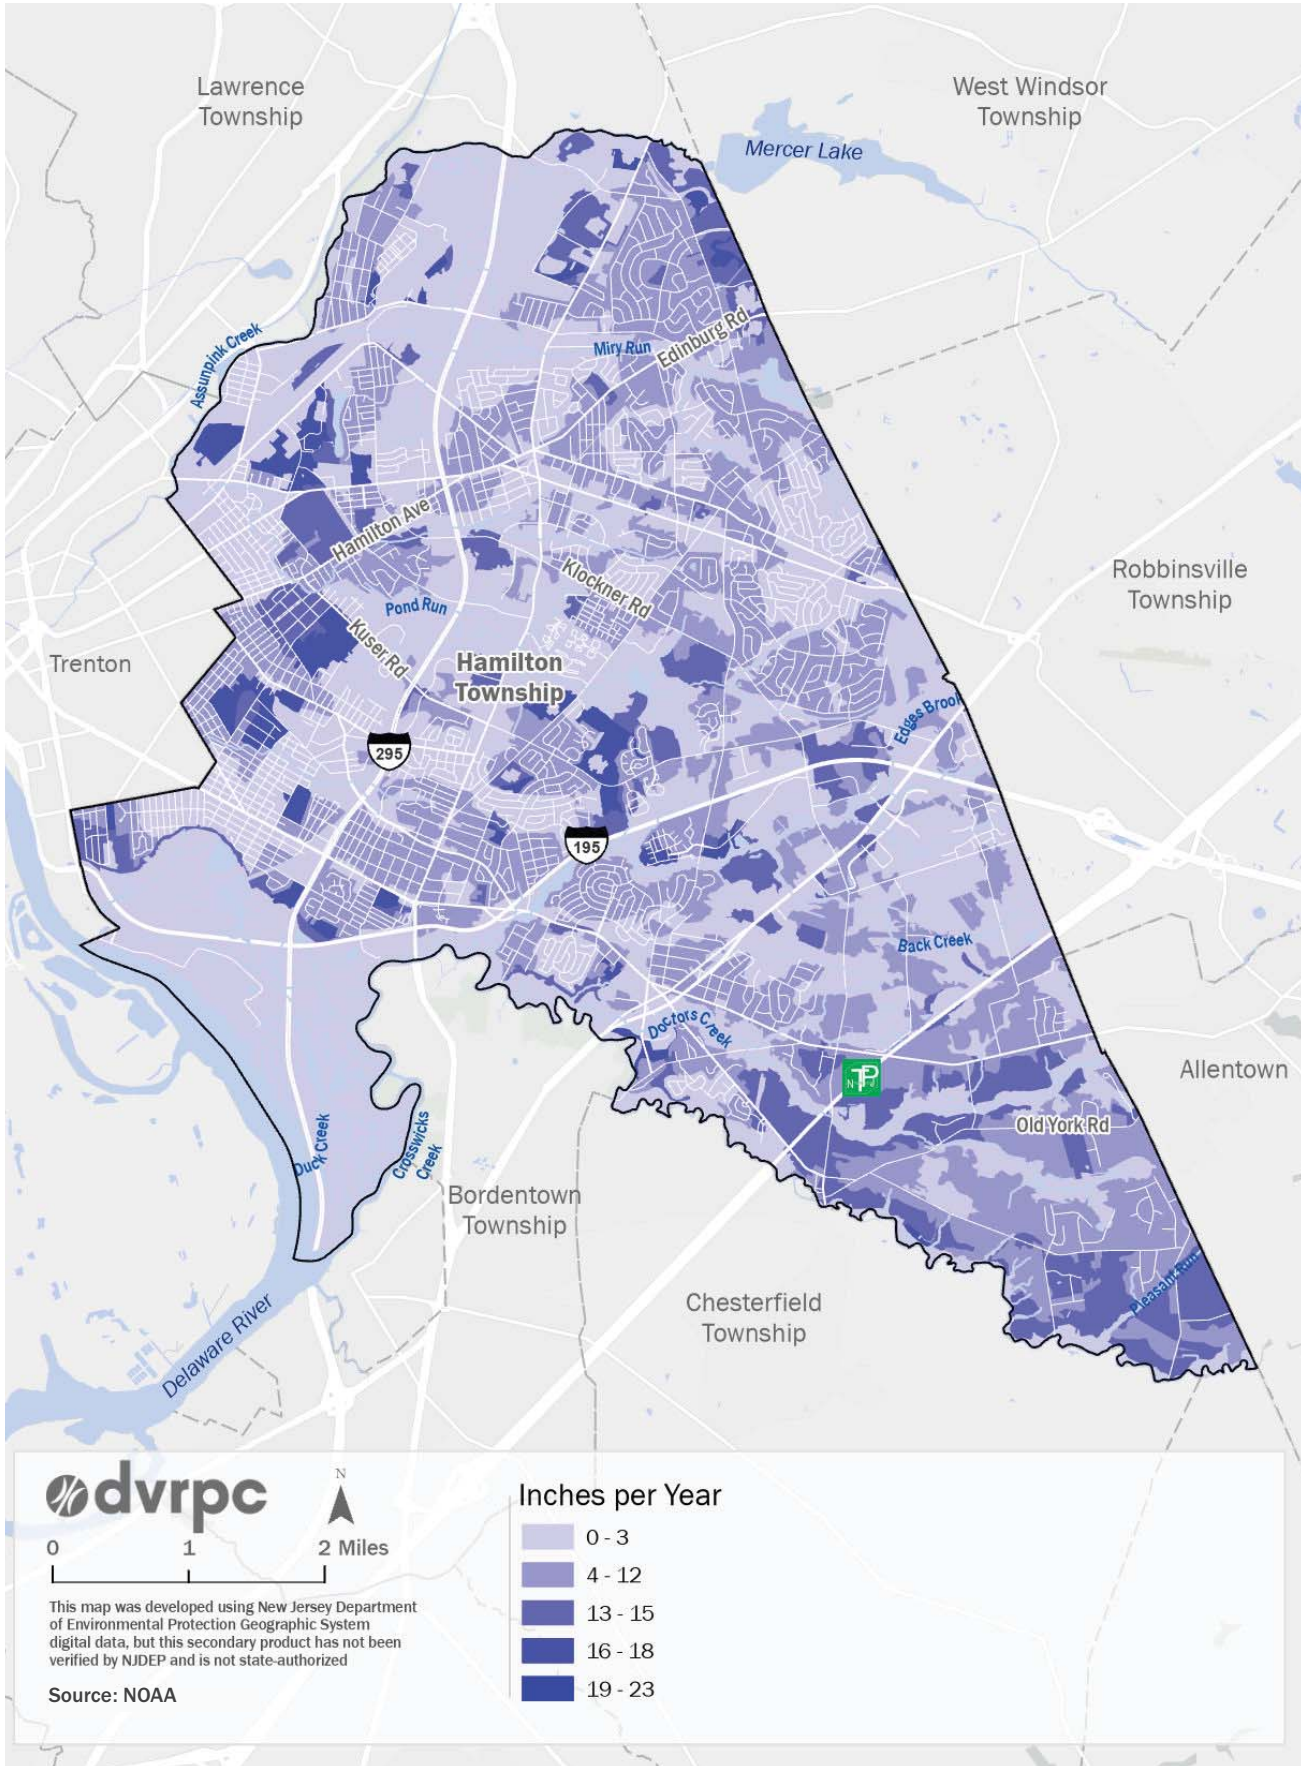 Lawrence
Township
West Windsor
Township
Mercer Lake
Assunpink Creek
Miry Run
Edinburg Rd
Hamilton Ave
Klockner Rd
Pond Run
Kuser Rd
Robbinsville
Township
Trenton
Hamilton
Township
Edges Brook
295
195
Back Creek
Doctors Creek
Allentown
TP
Old York Rd
Duck Creek
Crosswicks
Creek
Bordentown
Township
Pleasant Run
Chesterfield
Township
Delaware River
dvrpc
N
0 1 2 Miles
This map was developed using New Jersey Department
of Environmental Protection Geographic System
digital data, but this secondary product has not been
verified by NJDEP and is not state-authorized
Source: NOAA
Inches per Year
0 - 3
4 - 12
13 - 15
16 - 18
19 - 23